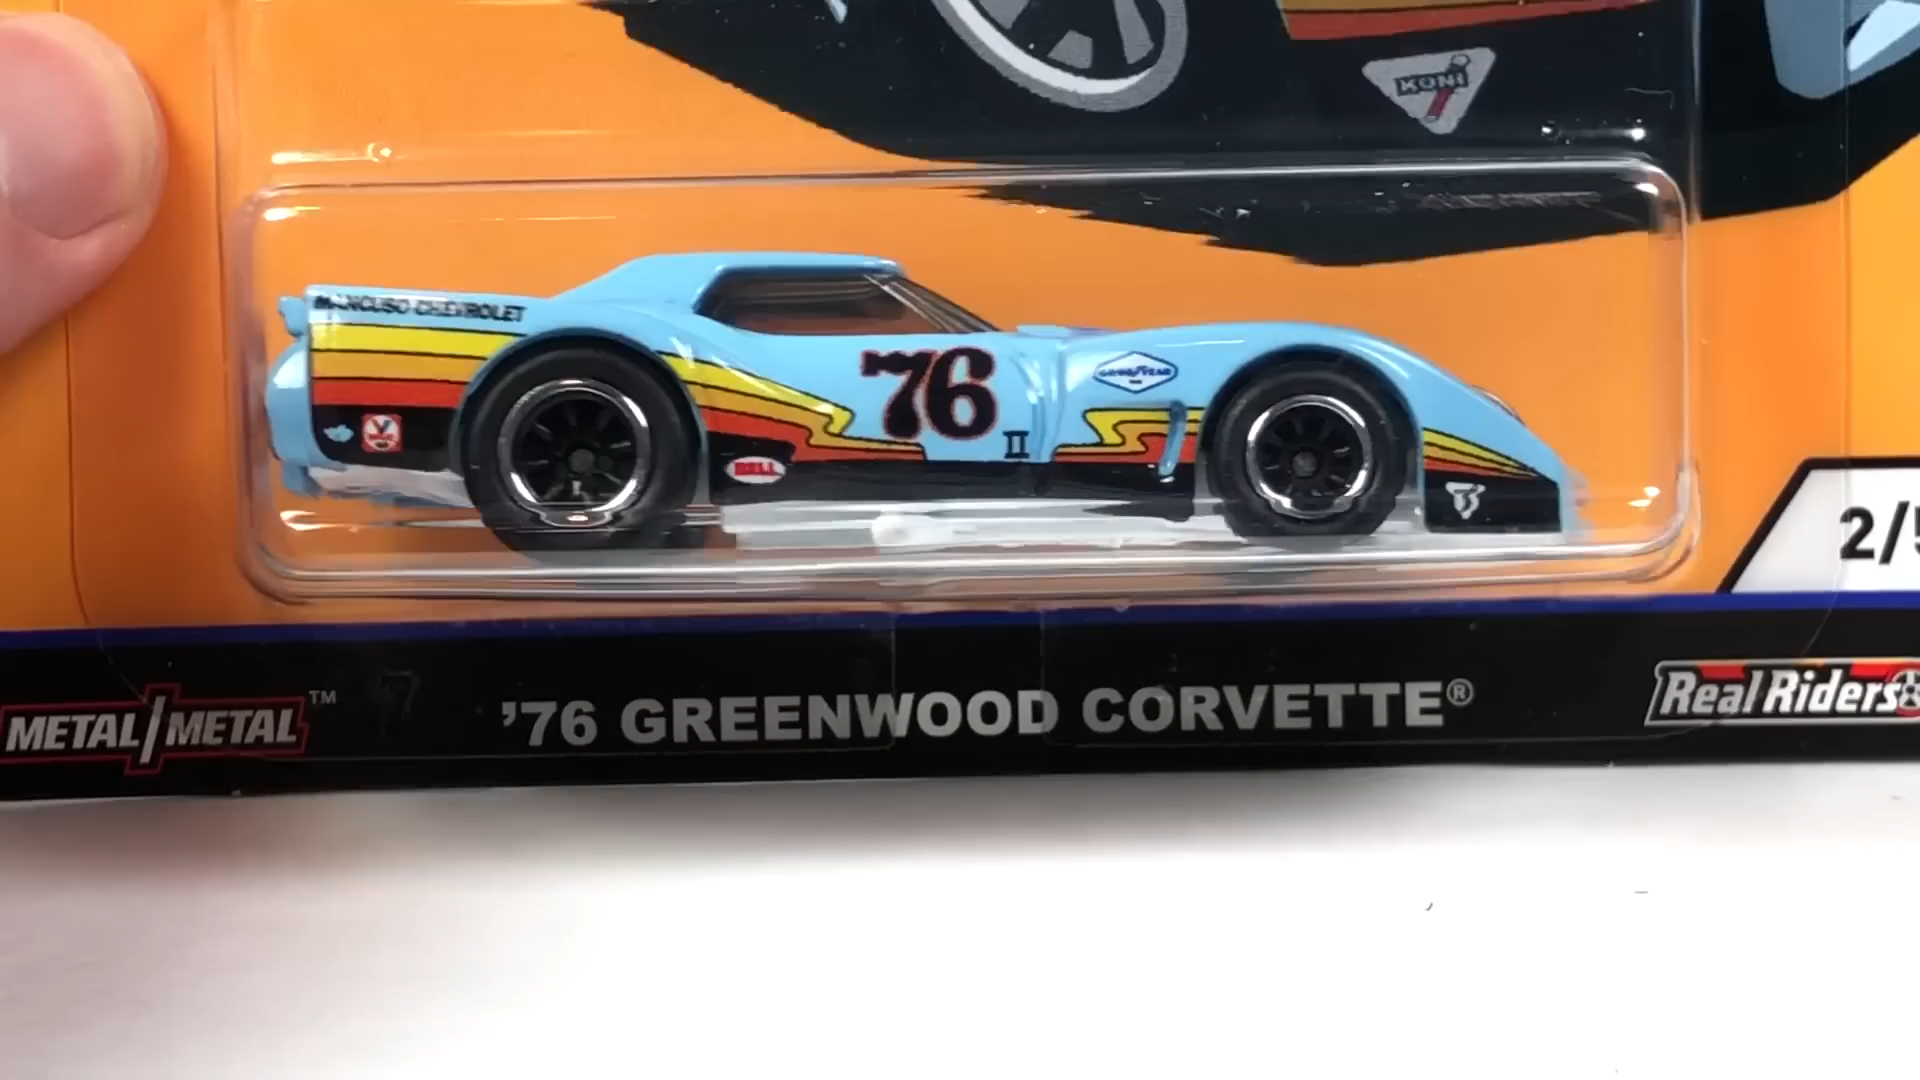 KONI
MANCUSO CHEVROLET
76
GOODYEAR
II
BELL
2/5
METAL/METAL™
'76 GREENWOOD CORVETTE®
Real Riders